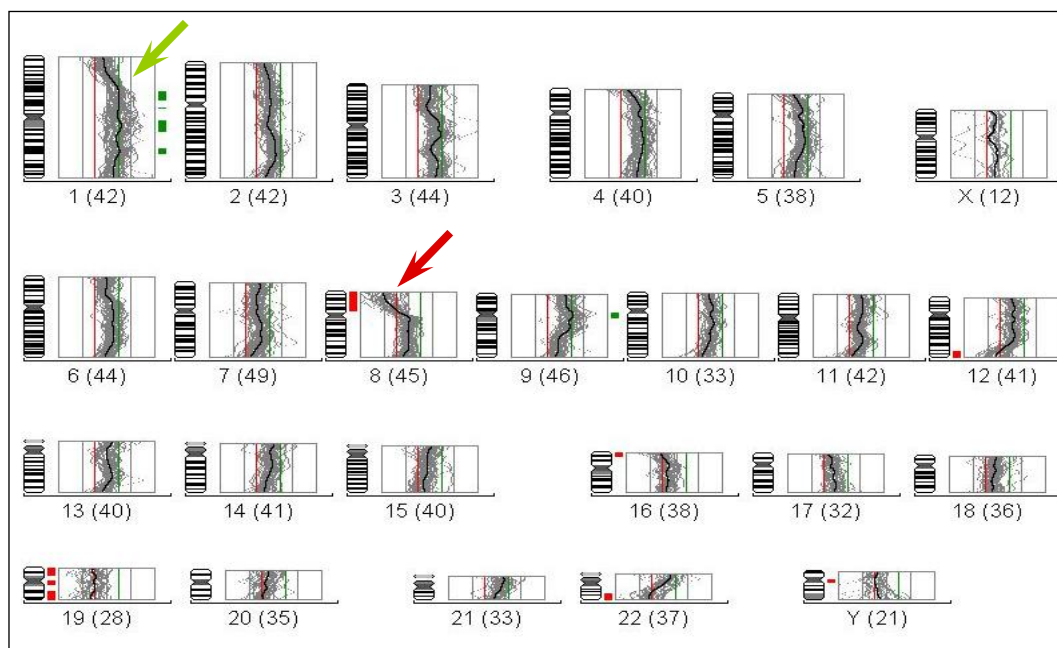 1 (42) 2 (42) 3 (44) 4 (40) 5 (38) X (12)
6 (44) 7 (49) 8 (45) 9 (46) 10 (33) 11 (42) 12 (41)
13 (40) 14 (41) 15 (40) 16 (38) 17 (32) 18 (36)
19 (28) 20 (35) 21 (33) 22 (37) Y (21)